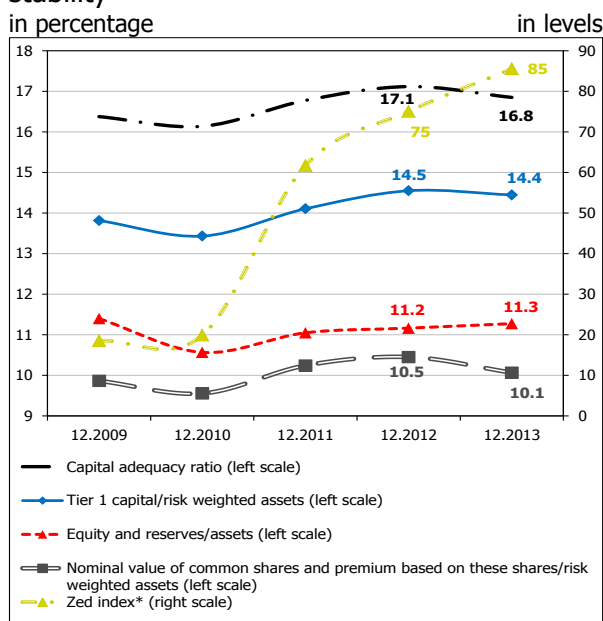 Stability
in percentage in levels
18 90
17 80
16 70
15 60
14 50
13 40
12 30
11 20
10 10
9 0
85
17.1
16.8
75
14.5
14.4
11.2
11.3
10.5
10.1
12.2009 12.2010 12.2011 12.2012 12.2013
Capital adequacy ratio (left scale)
Tier 1 capital/risk weighted assets (left scale)
Equity and reserves/assets (left scale)
Nominal value of common shares and premium based on these shares/risk
weighted assets (left scale)
Zed index* (right scale)